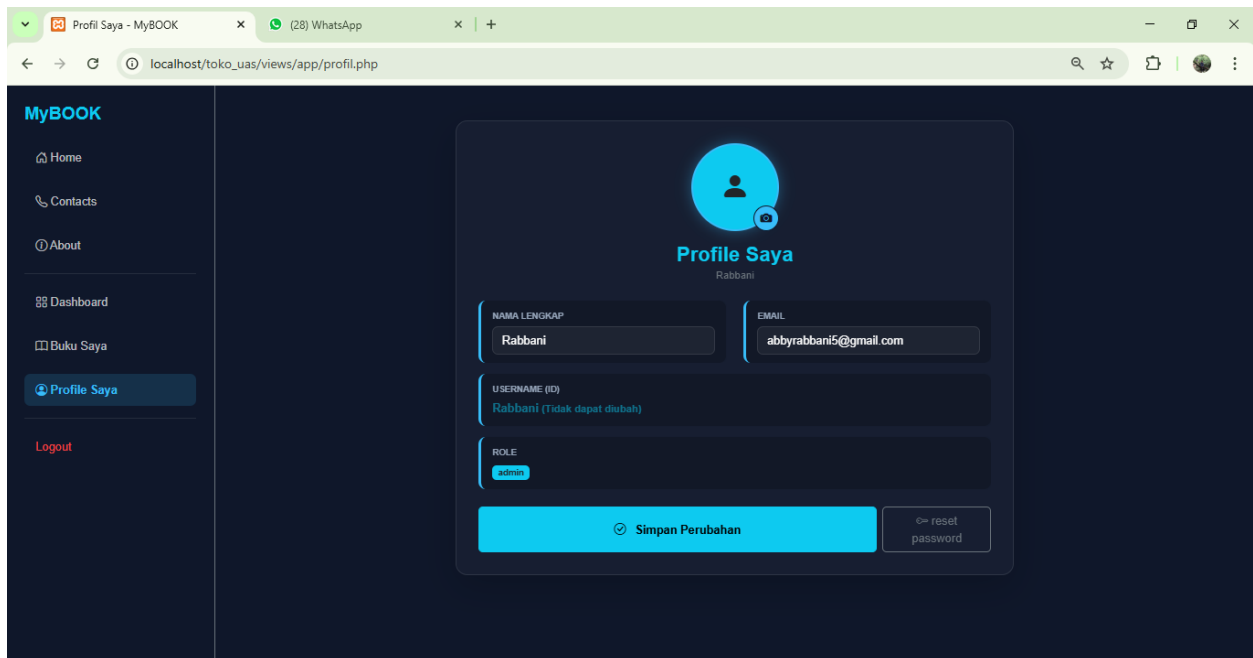 Profil Saya - MyBOOK
(28) WhatsApp
localhost/toko_uas/views/app/profil.php
MyBOOK
Home
Contacts
About
Dashboard
Buku Saya
Profile Saya
Logout
Profile Saya
Rabbani
NAMA LENGKAP
Rabbani
EMAIL
abbyrabbani5@gmail.com
USERNAME (ID)
Rabbani (Tidak dapat diubah)
ROLE
admin
Simpan Perubahan
reset
password